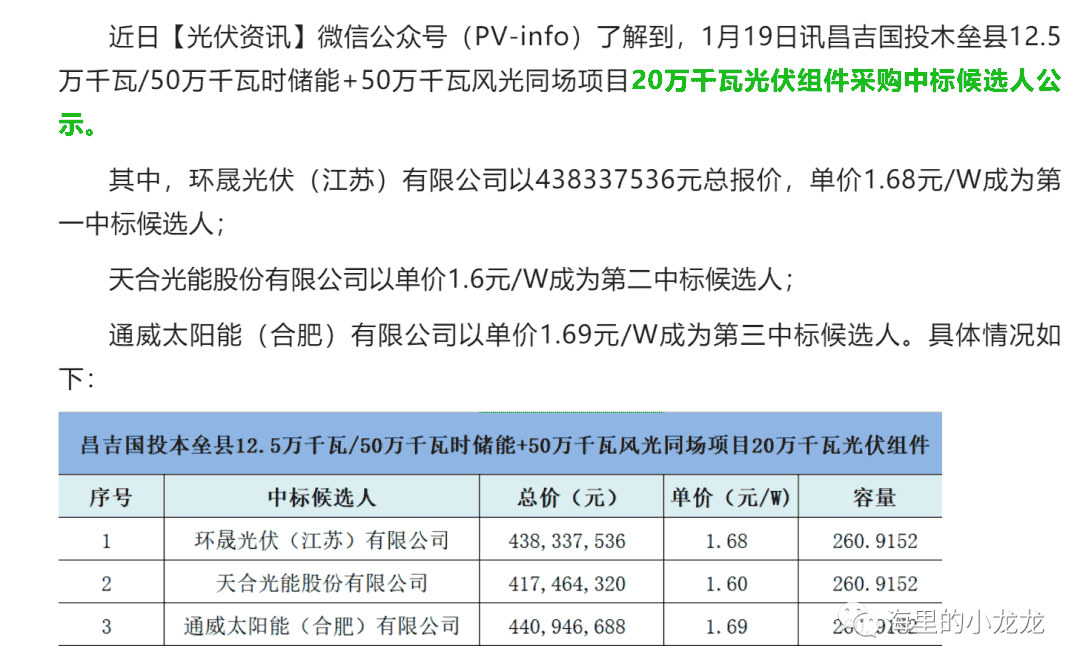 近日【光伏资讯】微信公众号（PV-info）了解到，1月19日讯昌吉国投木垒县12.5
万千瓦/50万千瓦时储能+50万千瓦风光同场项目20万千瓦光伏组件采购中标候选人公
示。
其中，环晟光伏（江苏）有限公司以438337536元总报价，单价1.68元/W成为第
一中标候选人；
天合光能股份有限公司以单价1.6元/W成为第二中标候选人；
通威太阳能（合肥）有限公司以单价1.69元/W成为第三中标候选人。具体情况如
下：
昌吉国投本垒县12.5万千瓦/50万千瓦时储能+50万千瓦风光同场项目20万千瓦光伏组件
序号 中标候选人 总价（元） 单价（元/W) 容量
1 环晟光伏（江苏）有限公司 438,337,536 1.68 260.9152
2 天合光能股份有限公司 417,464,320 1.60 260.9152
3 通威太阳能（合肥）有限公司 440,946,688 1.69
海里的小龙龙